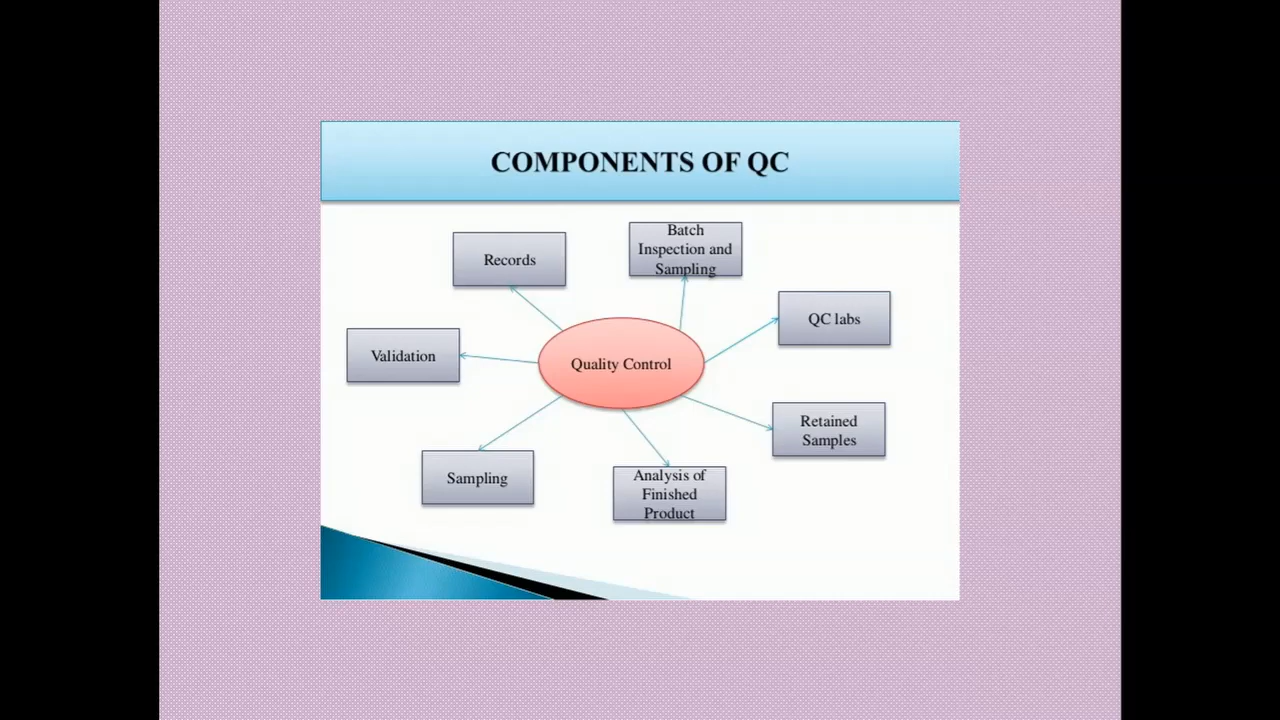 COMPONENTS OF QC
Records
Batch
Inspection and
Sampling
QC labs
Validation
Quality Control
Retained
Samples
Sampling
Analysis of
Finished
Product